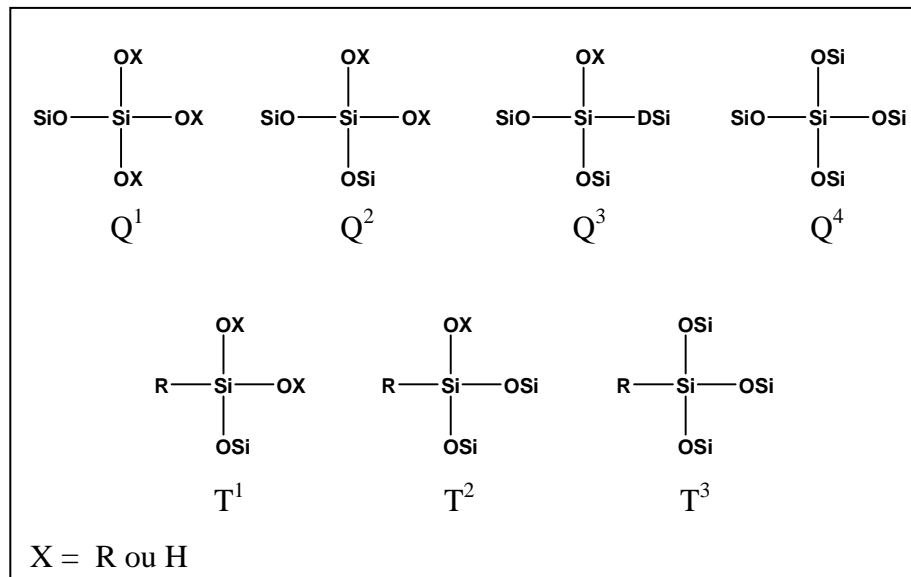 OX OX OX OSi
SiO Si OX SiO Si OX SiO Si DSi SiO Si OSi
OX OSi OSi OSi
Q1 Q2 Q3 Q4
OX OX OSi
R Si OX R Si OSi R Si OSi
OSi OSi OSi
T1 T2 T3
X = R ou H